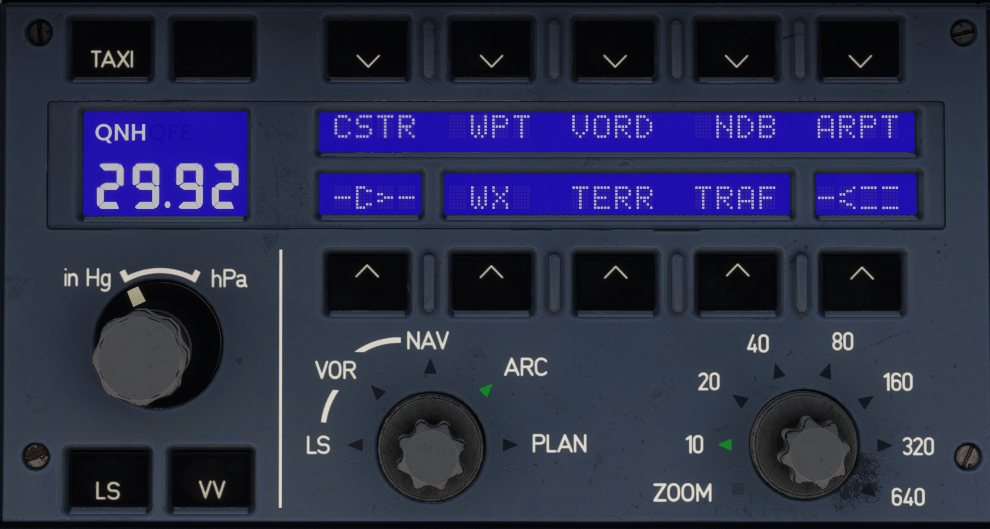 TAXI
QNH QFE
29.92
CSTR WPT VORD NDB ARPT
WX TERR TRAF
in Hg hPa
LS VV
NAV
VOR ARC
LS PLAN
40 80
20 160
10 320
ZOOM 640